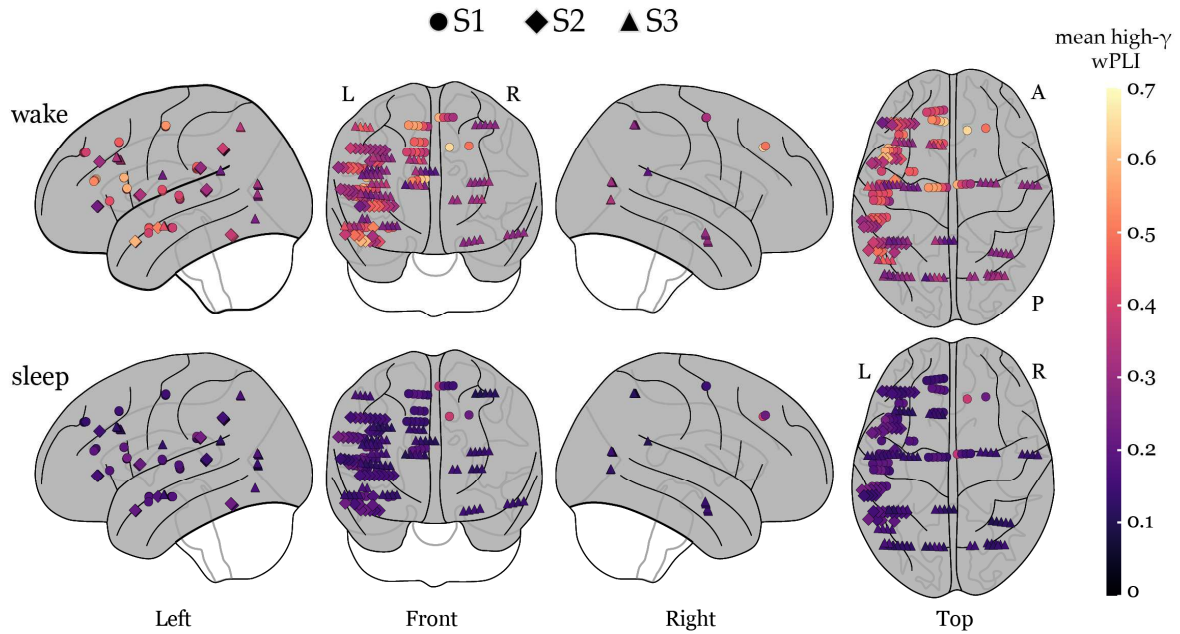 S1 S2 S3
mean high-γ
wPLI
wake
L R
A
P
0.7
0.6
0.5
0.4
0.3
0.2
0.1
0
sleep
L R
Left Front Right Top